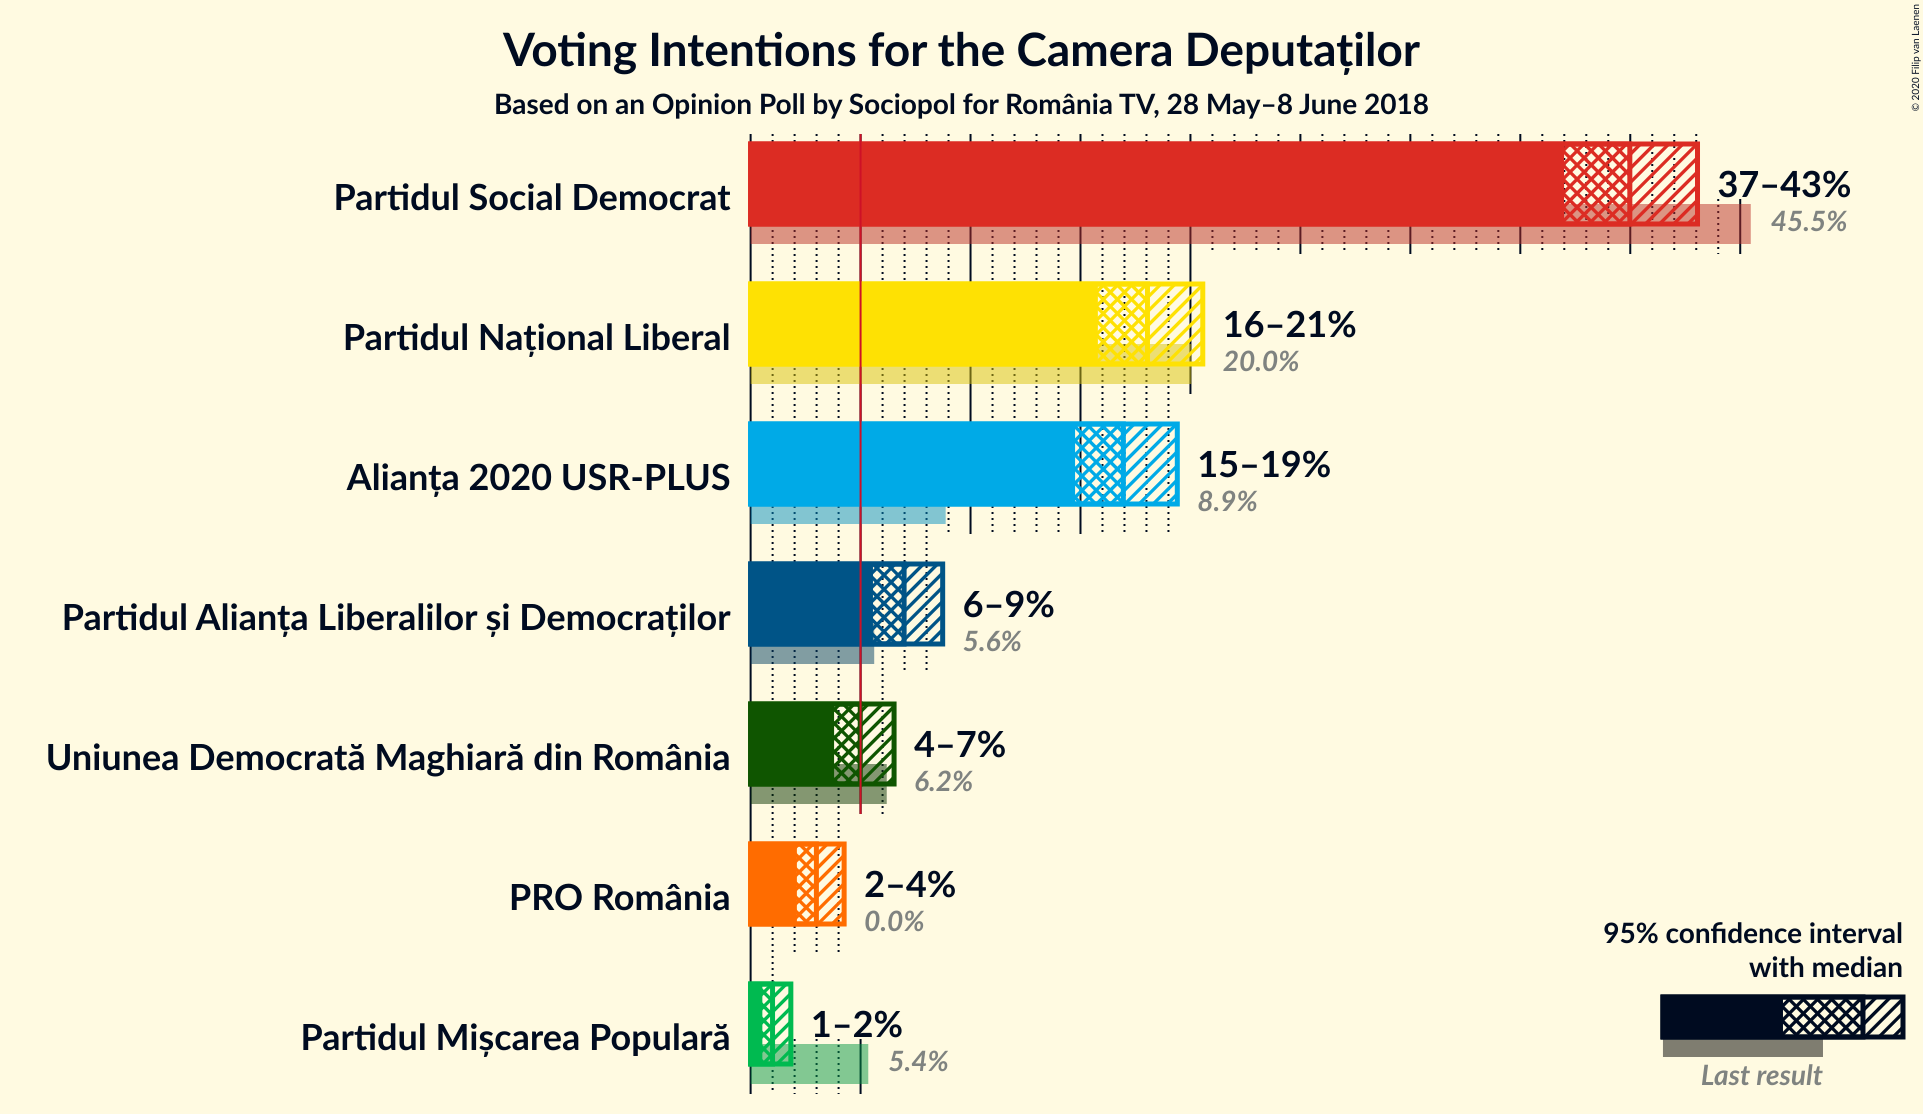 Voting Intentions for the Camera Deputaților
Based on an Opinion Poll by Sociopol for România TV, 28 May–8 June 2018
© 2020 Filip van Laenen
Partidul Social Democrat
37–43%
45.5%
Partidul Național Liberal
16–21%
20.0%
Alianța 2020 USR-PLUS
15–19%
8.9%
Partidul Alianța Liberalilor și Democraților
6–9%
5.6%
Uniunea Democrată Maghiară din România
4–7%
6.2%
PRO România
2–4%
0.0%
Partidul Mișcarea Populară
1–2%
5.4%
95% confidence interval
with median
Last result